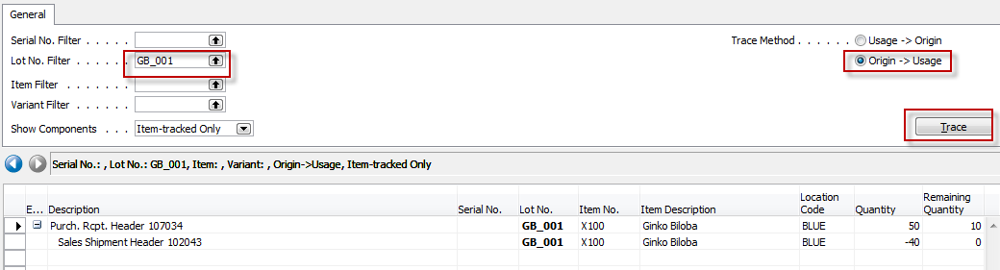 General
Serial No. Filter . . . . .
Lot No. Filter . . . . . . GB_001
Item Filter . . . . . . .
Variant Filter . . . . . .
Show Components . . . Item-tracked Only
Trace Method . . . . . . Usage -> Origin
Origin -> Usage
Trace
Serial No.: , Lot No.: GB_001, Item: , Variant: , Origin->Usage, Item-tracked Only
E... Description Serial No. Lot No. Item No. Item Description Location Code Quantity Remaining Quantity
Purch. Rcpt. Header 107034 GB_001 X100 Ginko Biloba BLUE 50 10
Sales Shipment Header 102043 GB_001 X100 Ginko Biloba BLUE -40 0